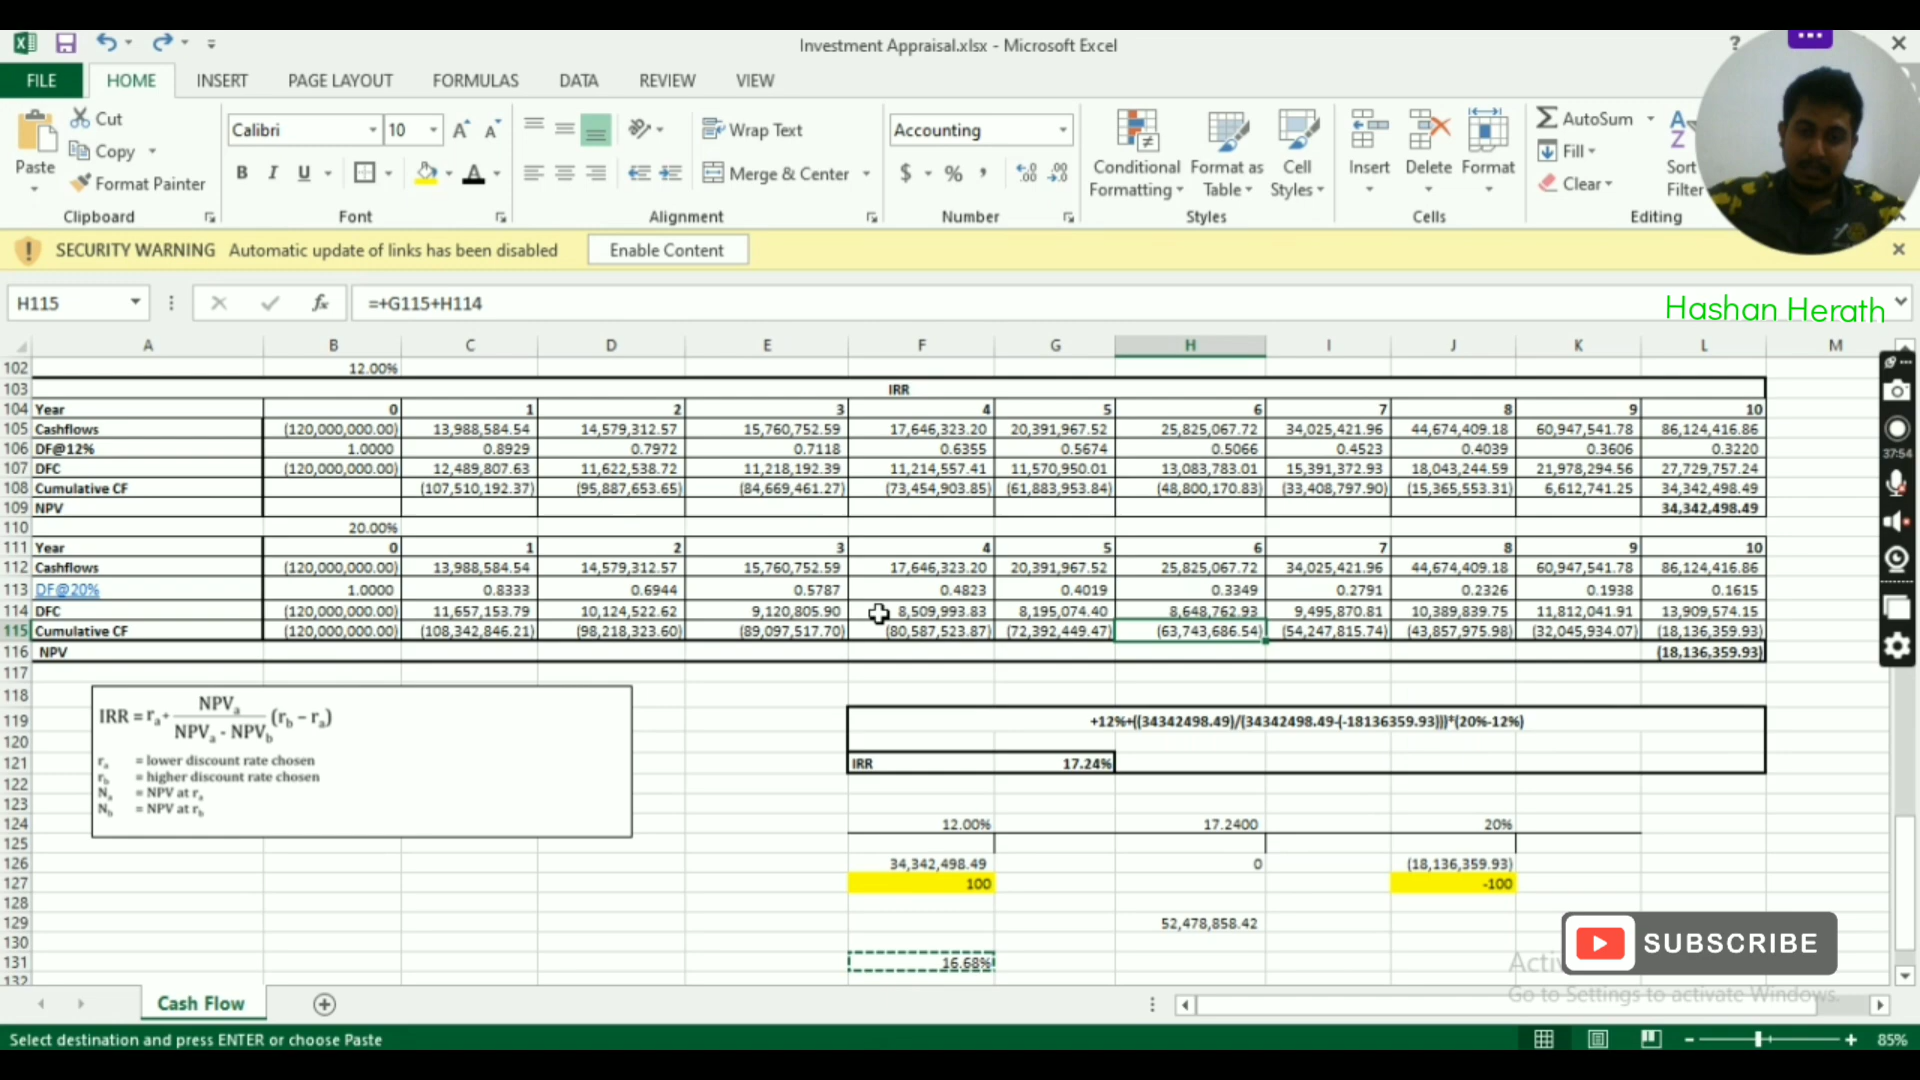 Investment Appraisal.xlsx - Microsoft Excel
?
FILE HOME INSERT PAGE LAYOUT FORMULAS DATA REVIEW VIEW
Cut
Copy
Format Painter
Paste
Clipboard
Calibri 10
B I U
Font
Wrap Text
Merge & Center
Alignment
Accounting
$ % ,
Number
Conditional Formatting
Format as Table
Cell Styles
Styles
Insert Delete Format
Cells
AutoSum
Fill
Clear
Sort
Filter
Editing
SECURITY WARNING Automatic update of links has been disabled Enable Content
H115 fx =+G115+H114
Hashan Herath
A B C D E F G H I J K L M
102 12.00%
103 IRR
104 Year 0 1 2 3 4 5 6 7 8 9 10
105 Cashflows (120,000,000.00) 13,988,584.54 14,579,312.57 15,760,752.59 17,646,323.20 20,391,967.52 25,825,067.72 34,025,421.96 44,674,409.18 60,947,541.78 86,124,416.86
106 DF@12% 1.0000 0.8929 0.7972 0.7118 0.6355 0.5674 0.5066 0.4523 0.4039 0.3606 0.3220
107 DFC (120,000,000.00) 12,489,807.63 11,622,538.72 11,218,192.39 11,214,557.41 11,570,950.01 13,083,783.01 15,391,372.93 18,043,244.59 21,978,294.56 27,729,757.24
108 Cumulative CF (107,510,192.37) (95,887,653.65) (84,669,461.27) (73,454,903.85) (61,883,953.84) (48,800,170.83) (33,408,797.90) (15,365,553.31) 6,612,741.25 34,342,498.49
109 NPV 34,342,498.49
110 20.00%
111 Year 0 1 2 3 4 5 6 7 8 9 10
112 Cashflows (120,000,000.00) 13,988,584.54 14,579,312.57 15,760,752.59 17,646,323.20 20,391,967.52 25,825,067.72 34,025,421.96 44,674,409.18 60,947,541.78 86,124,416.86
113 DF@20% 1.0000 0.8333 0.6944 0.5787 0.4823 0.4019 0.3349 0.2791 0.2326 0.1938 0.1615
114 DFC (120,000,000.00) 11,657,153.79 10,124,522.62 9,120,805.90 8,509,993.83 8,195,074.40 8,648,762.93 9,495,870.81 10,389,839.75 11,812,041.91 13,909,574.15
115 Cumulative CF (120,000,000.00) (108,342,846.21) (98,218,323.60) (89,097,517.70) (80,587,523.87) (72,392,449.47) (63,743,686.54) (54,247,815.74) (43,857,975.98) (32,045,934.07) (18,136,359.93)
116 NPV (18,136,359.93)
117
118
IRR = ra+ NPVa / NPVa - NPVb (rb – ra)
ra = lower discount rate chosen
rb = higher discount rate chosen
Na = NPV at ra
Nb = NPV at rb
119 +12%+((34342498.49)/(34342498.49-(-18136359.93)))*(20%-12%)
120
121 IRR 17.24%
122
123
124 12.00% 17.2400 20%
125
126 34,342,498.49 0 (18,136,359.93)
127 100 -100
128
129 52,478,858.42
130
131 16.68%
132
37:54
SUBSCRIBE
Go to Settings to activate Windows.
Cash Flow
Select destination and press ENTER or choose Paste
85%